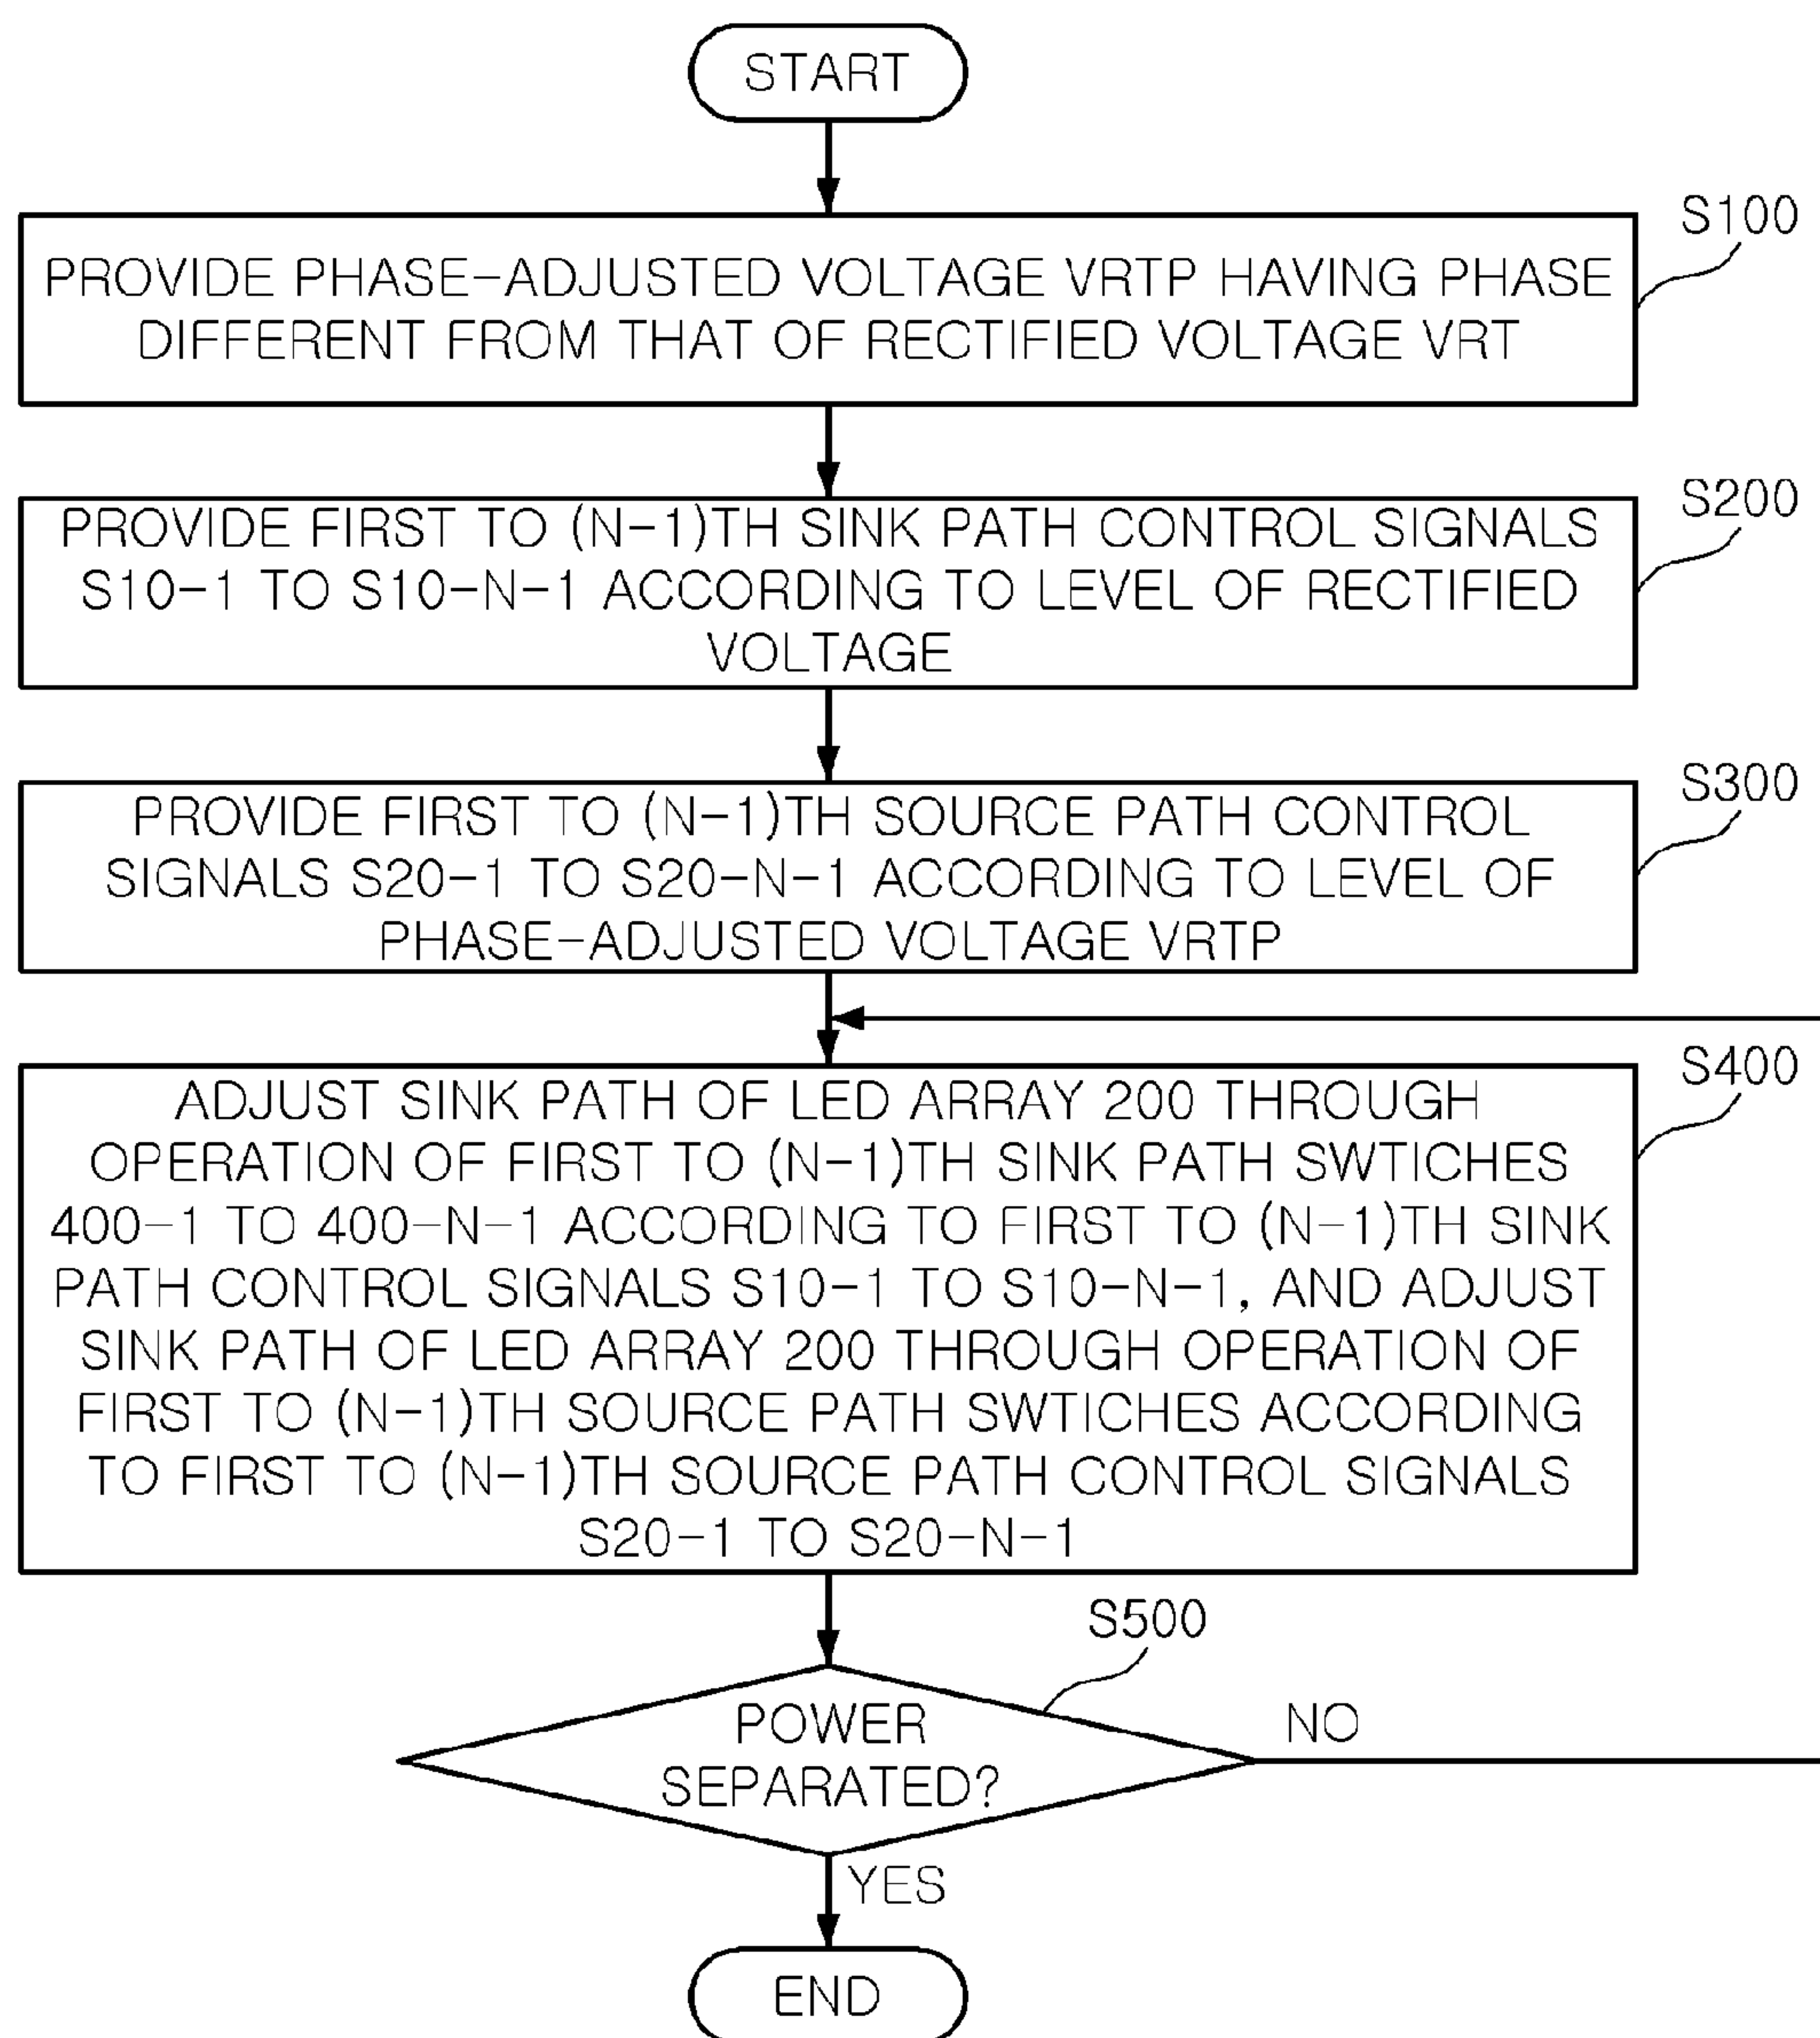 START
S100
PROVIDE PHASE-ADJUSTED VOLTAGE VRTP HAVING PHASE
DIFFERENT FROM THAT OF RECTIFIED VOLTAGE VRT
S200
PROVIDE FIRST TO (N-1)TH SINK PATH CONTROL SIGNALS
S10-1 TO S10-N-1 ACCORDING TO LEVEL OF RECTIFIED
VOLTAGE
S300
PROVIDE FIRST TO (N-1)TH SOURCE PATH CONTROL
SIGNALS S20-1 TO S20-N-1 ACCORDING TO LEVEL OF
PHASE-ADJUSTED VOLTAGE VRTP
S400
ADJUST SINK PATH OF LED ARRAY 200 THROUGH
OPERATION OF FIRST TO (N-1)TH SINK PATH SWTICHES
400-1 TO 400-N-1 ACCORDING TO FIRST TO (N-1)TH SINK
PATH CONTROL SIGNALS S10-1 TO S10-N-1, AND ADJUST
SINK PATH OF LED ARRAY 200 THROUGH OPERATION OF
FIRST TO (N-1)TH SOURCE PATH SWTICHES ACCORDING
TO FIRST TO (N-1)TH SOURCE PATH CONTROL SIGNALS
S20-1 TO S20-N-1
S500
POWER
SEPARATED?
NO
YES
END